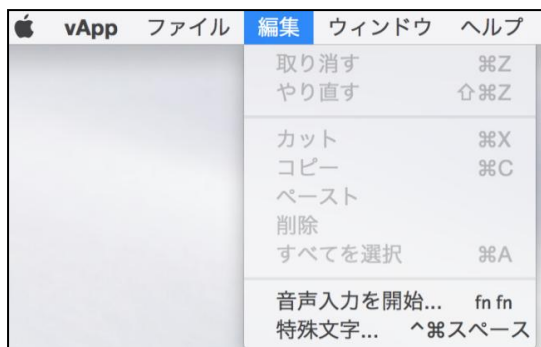 vApp ファイル 編集 ウィンドウ ヘルプ
取り消す ⌘Z
やり直す ⇧⌘Z
カット ⌘X
コピー ⌘C
ペースト
削除
すべてを選択 ⌘A
音声入力を開始... fn fn
特殊文字... ^⌘スペース